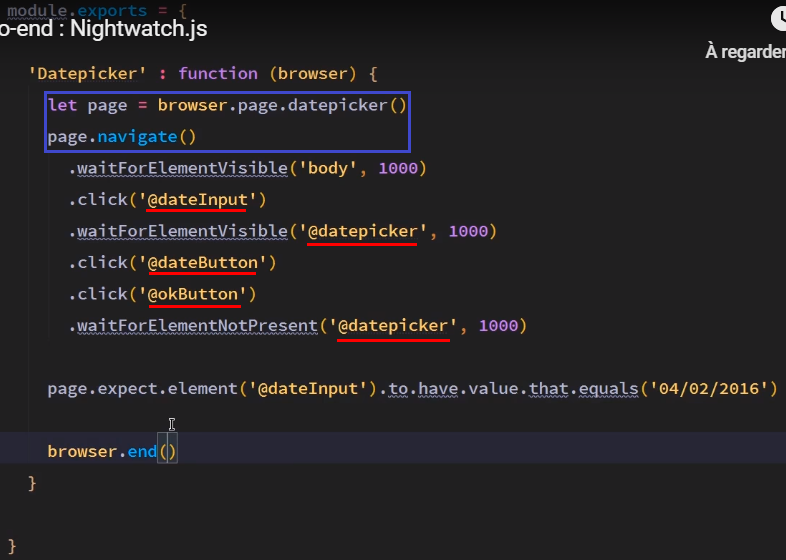 module.exports = {
o-end : Nightwatch.js
À regarder
'Datepicker' : function (browser) {
let page = browser.page.datepicker()
page.navigate()
.waitForElementVisible('body', 1000)
.click('@dateInput')
.waitForElementVisible('@datepicker', 1000)
.click('@dateButton')
.click('@okButton')
.waitForElementNotPresent('@datepicker', 1000)
page.expect.element('@dateInput').to.have.value.that.equals('04/02/2016')
browser.end()
}
}